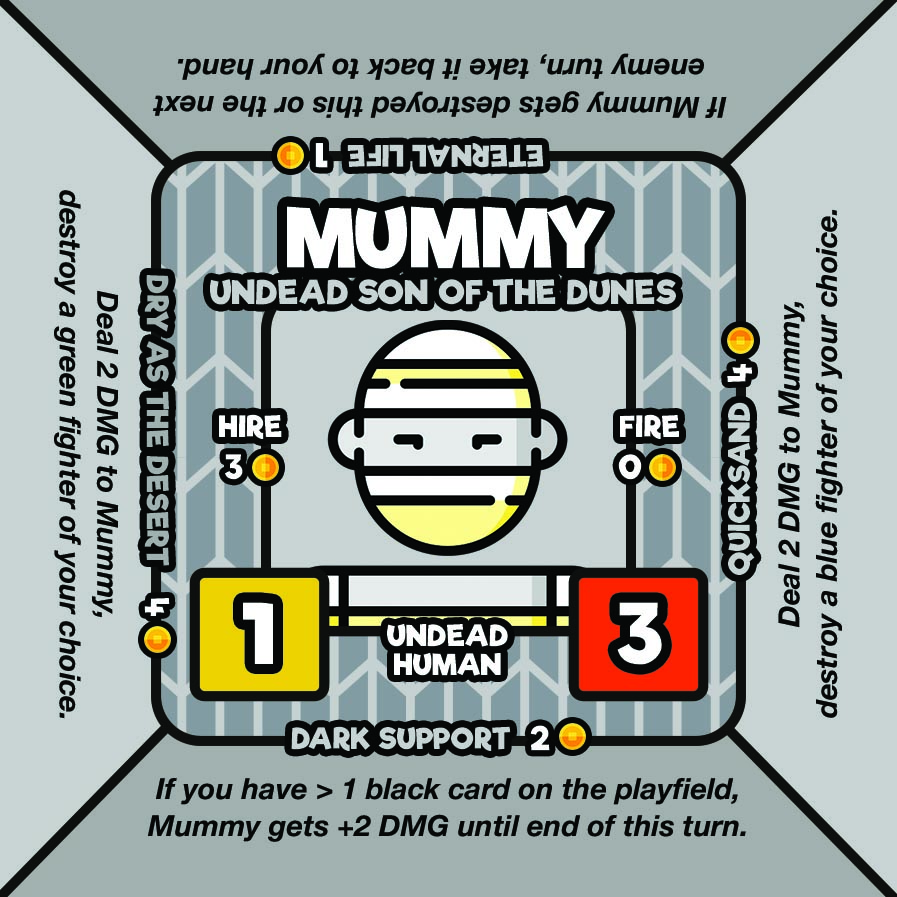 If Mummy gets destroyed this or the next
enemy turn, take it back to your hand.
ETERNAL LIFE 1
MUMMY
UNDEAD SON OF THE DUNES
Deal 2 DMG to Mummy,
destroy a green fighter of your choice.
DRY AS THE DESERT 4
HIRE
3
FIRE
0
QUICKSAND 4
Deal 2 DMG to Mummy,
destroy a blue fighter of your choice.
1
UNDEAD
HUMAN
3
DARK SUPPORT 2
If you have > 1 black card on the playfield,
Mummy gets +2 DMG until end of this turn.